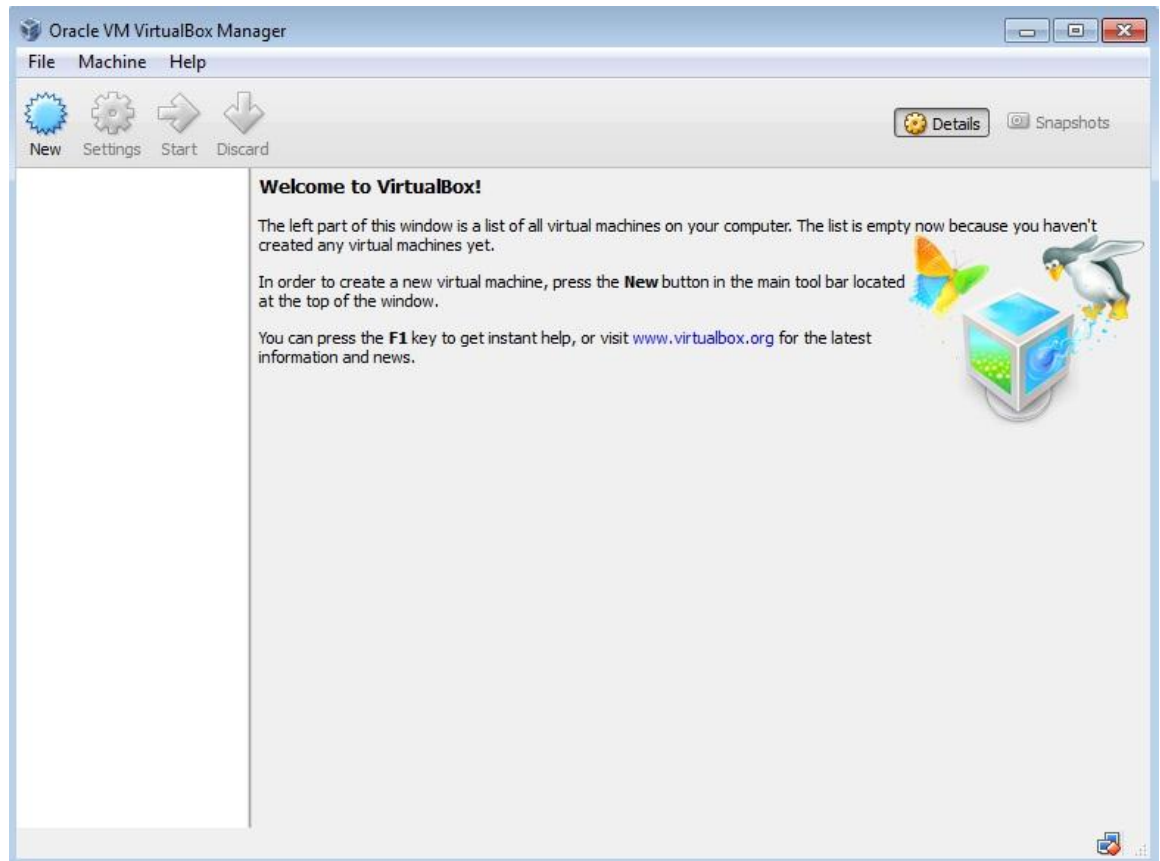 Oracle VM VirtualBox Manager
File Machine Help
New Settings Start Discard
Details Snapshots
Welcome to VirtualBox!
The left part of this window is a list of all virtual machines on your computer. The list is empty now because you haven't
created any virtual machines yet.
In order to create a new virtual machine, press the New button in the main tool bar located
at the top of the window.
You can press the F1 key to get instant help, or visit www.virtualbox.org for the latest
information and news.